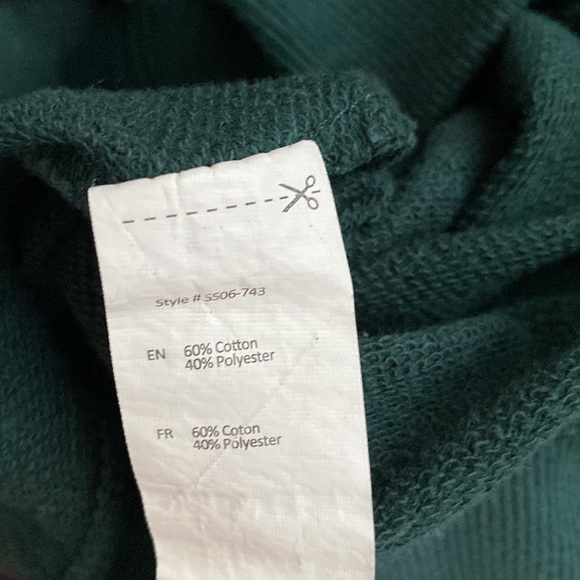 Style # SS06-743
EN 60% Cotton
40% Polyester
FR 60% Coton
40% Polyester